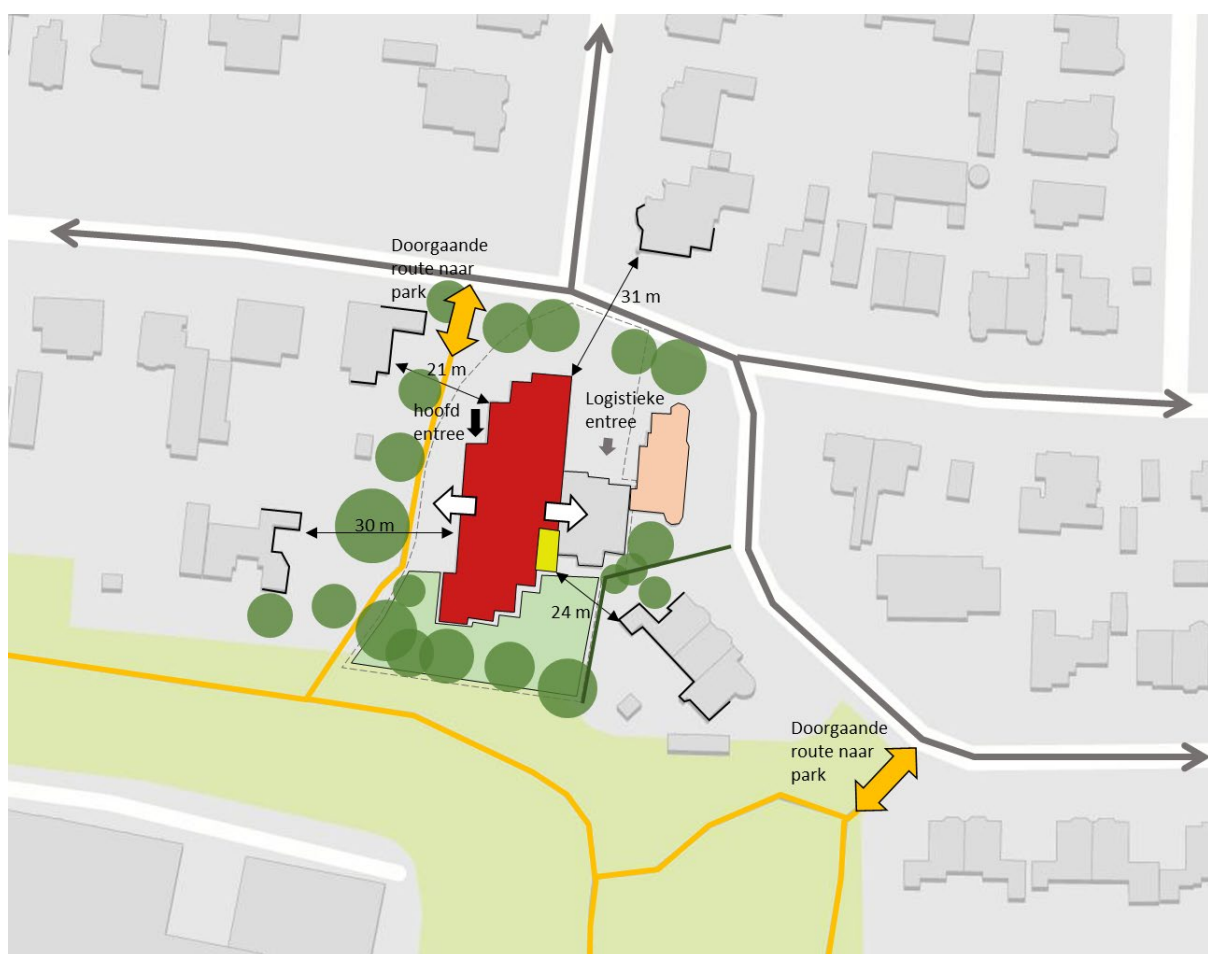 Doorgaande
route naar
park
31 m
21 m
hoofd
entree
Logistieke
entree
30 m
24 m
Doorgaande
route naar
park